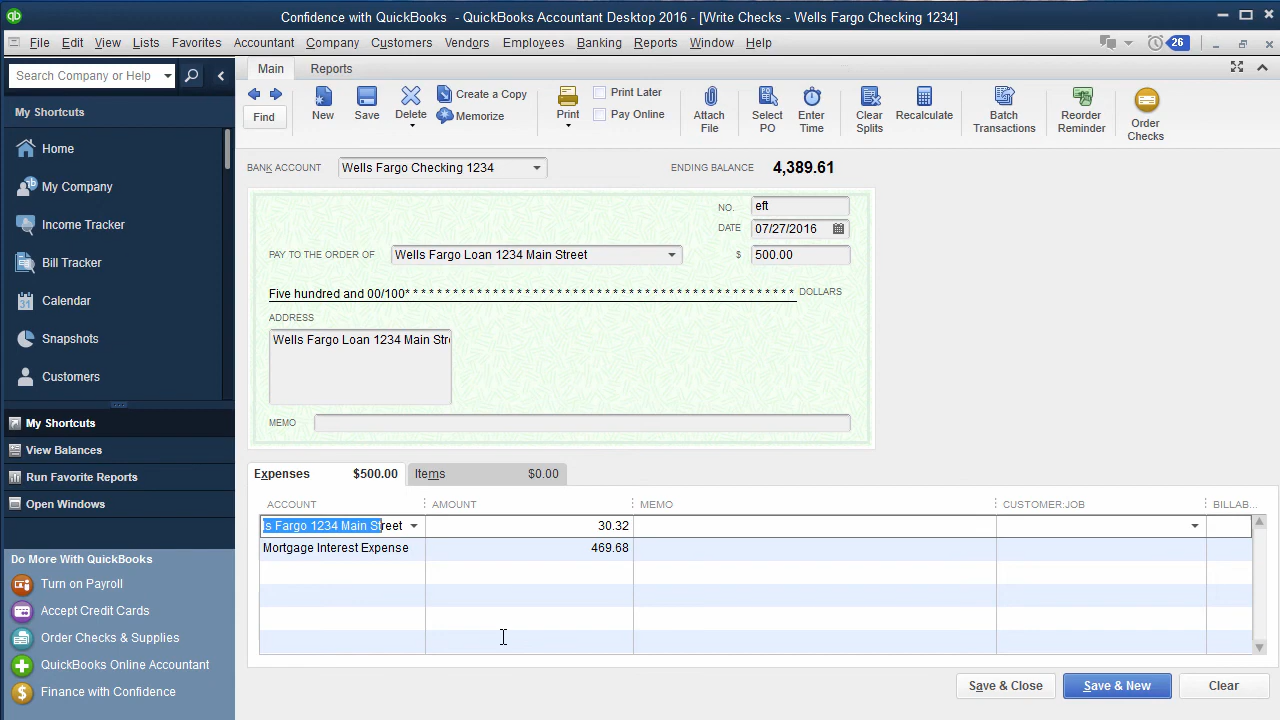 Confidence with QuickBooks - QuickBooks Accountant Desktop 2016 - [Write Checks - Wells Fargo Checking 1234]
File Edit View Lists Favorites Accountant Company Customers Vendors Employees Banking Reports Window Help
26
Search Company or Help
My Shortcuts
Home
My Company
Income Tracker
Bill Tracker
Calendar
Snapshots
Customers
My Shortcuts
View Balances
Run Favorite Reports
Open Windows
Do More With QuickBooks
Turn on Payroll
Accept Credit Cards
Order Checks & Supplies
QuickBooks Online Accountant
Finance with Confidence
Main Reports
Find
New
Save
Delete
Create a Copy
Memorize
Print
Print Later
Pay Online
Attach
File
Select
PO
Enter
Time
Clear
Splits
Recalculate
Batch
Transactions
Reorder
Reminder
Order
Checks
BANK ACCOUNT Wells Fargo Checking 1234
ENDING BALANCE 4,389.61
NO. eft
DATE 07/27/2016
PAY TO THE ORDER OF Wells Fargo Loan 1234 Main Street $ 500.00
Five hundred and 00/100* * * * * * * * * * * * * * * * * * * * * * * * * * * * * * * * * * * * * * * * * * * * * * * * * DOLLARS
ADDRESS
Wells Fargo Loan 1234 Main Str
MEMO
Expenses $500.00 Items $0.00
ACCOUNT AMOUNT MEMO CUSTOMER:JOB BILLAB...
ls Fargo 1234 Main Street 30.32
Mortgage Interest Expense 469.68
Save & Close Save & New Clear